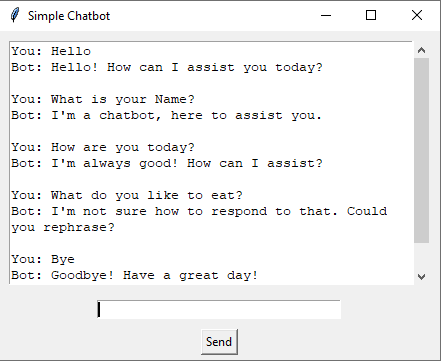 Simple Chatbot
You: Hello
Bot: Hello! How can I assist you today?
You: What is your Name?
Bot: I'm a chatbot, here to assist you.
You: How are you today?
Bot: I'm always good! How can I assist?
You: What do you like to eat?
Bot: I'm not sure how to respond to that. Could
you rephrase?
You: Bye
Bot: Goodbye! Have a great day!
Send